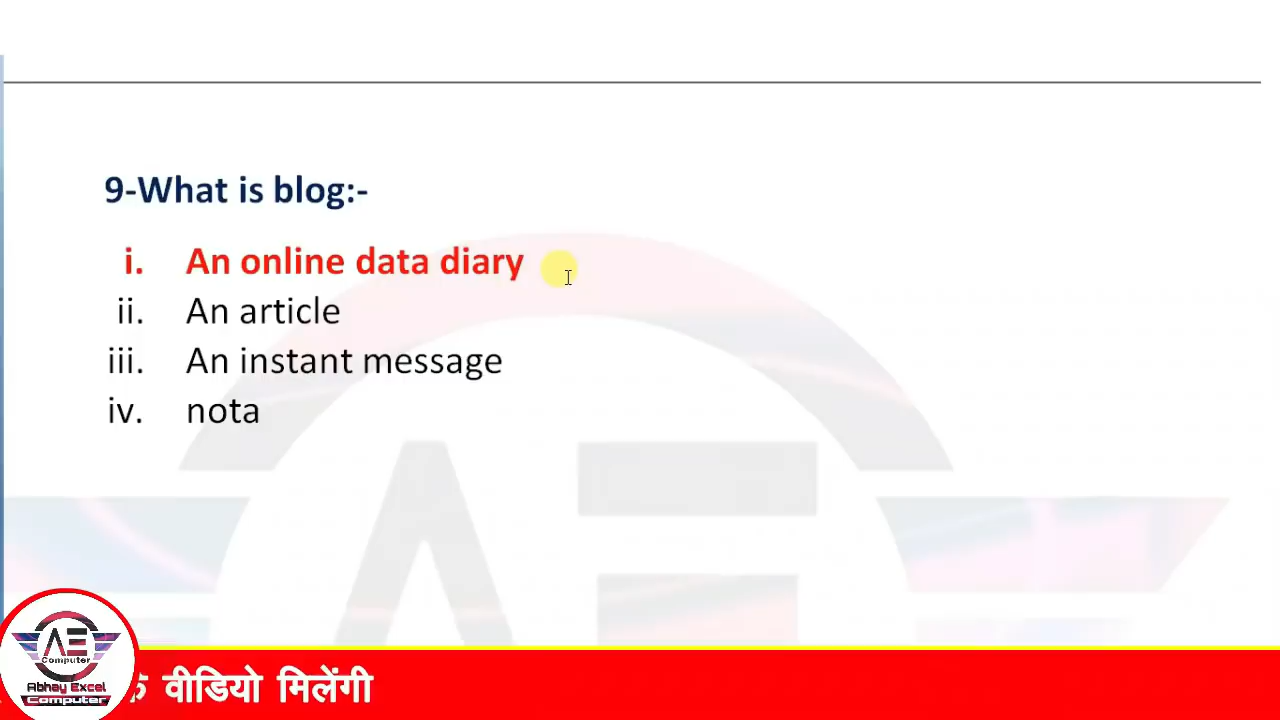 9-What is blog:-
i. An online data diary
ii. An article
iii. An instant message
iv. nota
AE
Computer
Abhay Excel
Computer
के वीडियो मिलेंगी